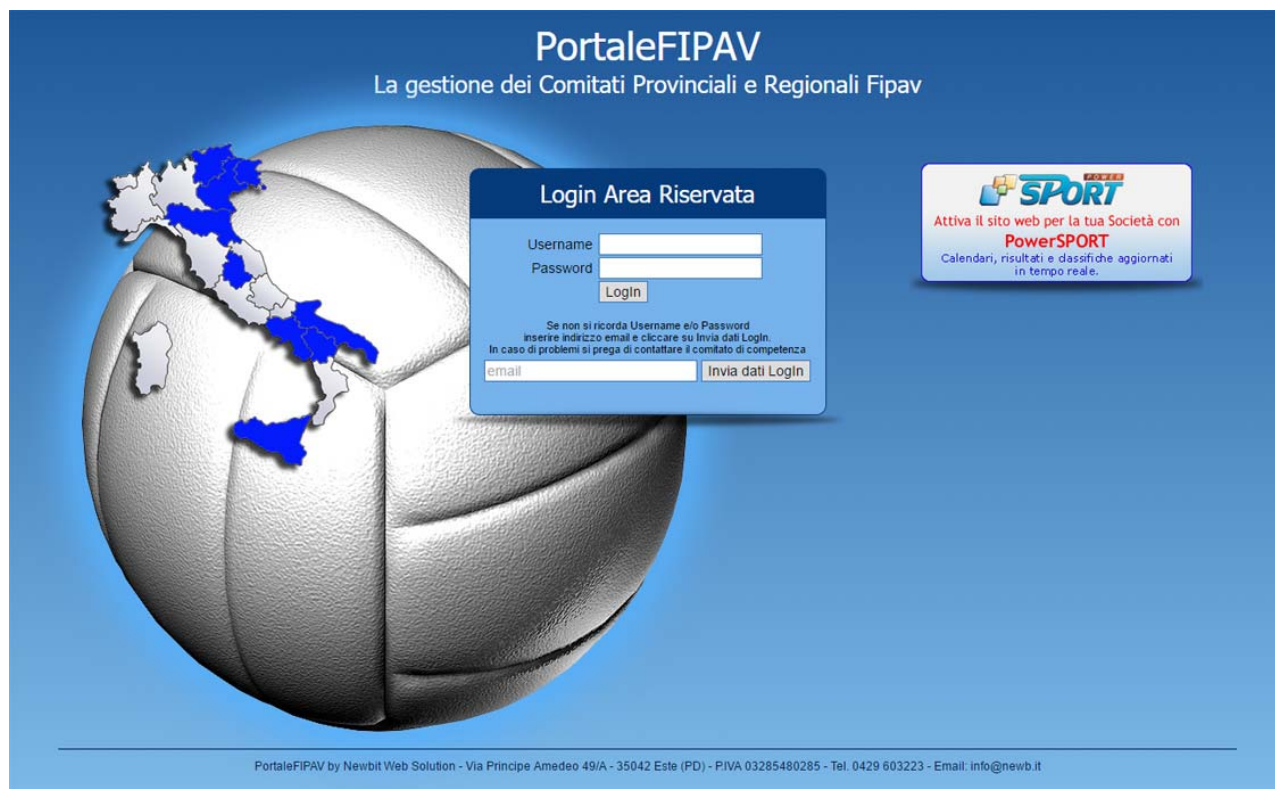 PortaleFIPAV
La gestione dei Comitati Provinciali e Regionali Fipav
Login Area Riservata
Username
Password
LogIn
Se non si ricorda Username e/o Password
inserire indirizzo email e cliccare su Invia dati LogIn.
In caso di problemi si prega di contattare il comitato di competenza
email
Invia dati LogIn
POWER
SPORT
Attiva il sito web per la tua Società con
PowerSPORT
Calendari, risultati e classifiche aggiornati
in tempo reale.
PortaleFIPAV by Newbit Web Solution - Via Principe Amedeo 49/A - 35042 Este (PD) - P.IVA 03285480285 - Tel. 0429 603223 - Email: info@newb.it